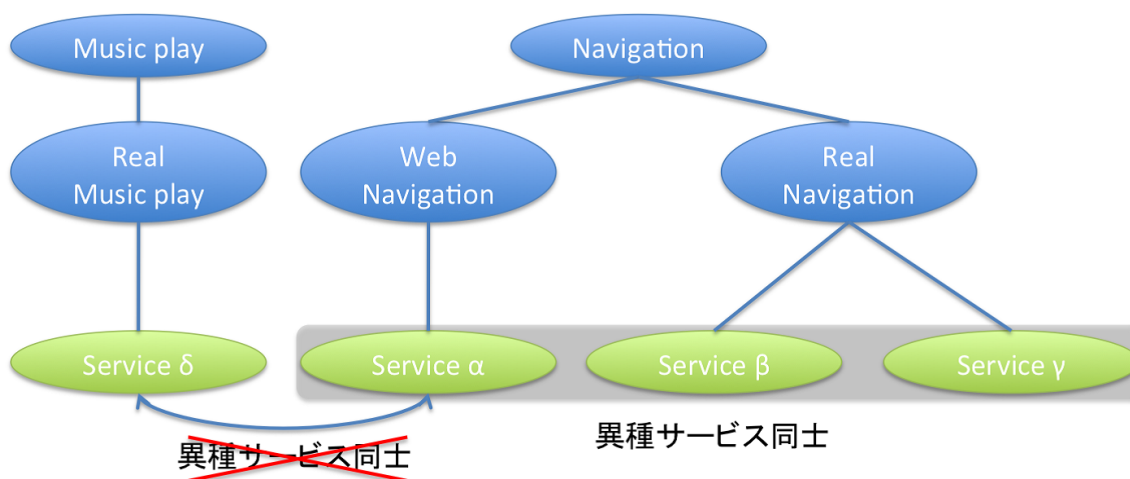 Music play
Navigation
Real
Music play
Web
Navigation
Real
Navigation
Service δ
Service α
Service β
Service γ
異種サービス同士
異種サービス同士